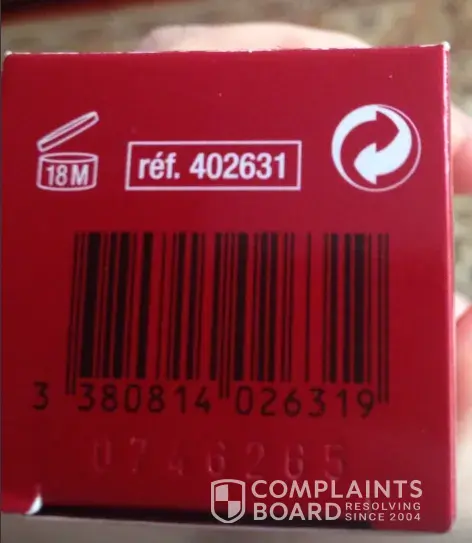 18M
réf. 402631
3 380814 026319
0746265
COMPLAINTS
BOARD RESOLVING SINCE 2004